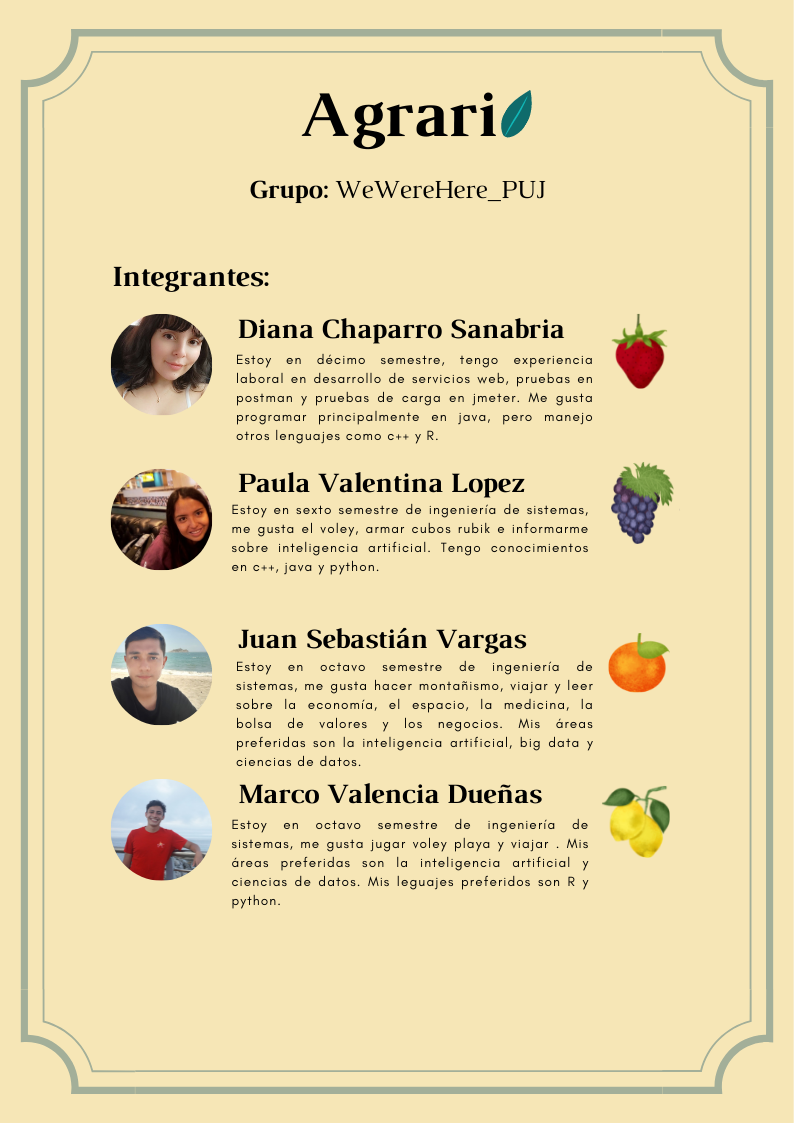 Agrari
Grupo: WeWereHere_PUJ
Integrantes:
Diana Chaparro Sanabria
Estoy en décimo semestre, tengo experiencia
laboral en desarrollo de servicios web, pruebas en
postman y pruebas de carga en jmeter. Me gusta
programar principalmente en java, pero manejo
otros lenguajes como c++ y R.
Paula Valentina Lopez
Estoy en sexto semestre de ingeniería de sistemas,
me gusta el voley, armar cubos rubik e informarme
sobre inteligencia artificial. Tengo conocimientos
en c++, java y python.
Juan Sebastián Vargas
Estoy en octavo semestre de ingeniería de
sistemas, me gusta hacer montañismo, viajar y leer
sobre la economía, el espacio, la medicina, la
bolsa de valores y los negocios. Mis áreas
preferidas son la inteligencia artificial, big data y
ciencias de datos.
Marco Valencia Dueñas
Estoy en octavo semestre de ingeniería de
sistemas, me gusta jugar voley playa y viajar . Mis
áreas preferidas son la inteligencia artificial y
ciencias de datos. Mis leguajes preferidos son R y
python.